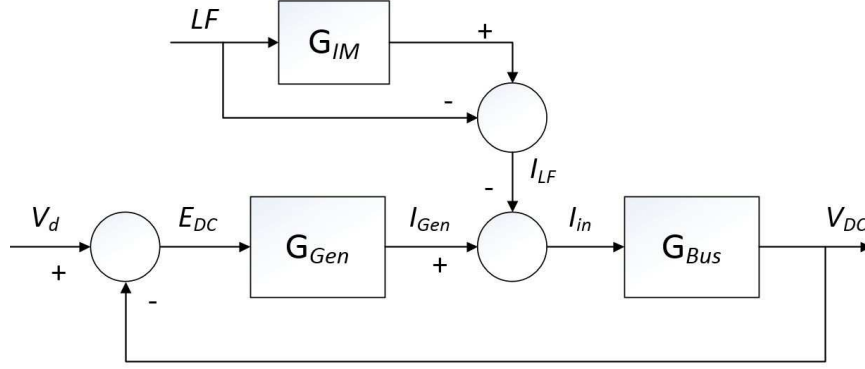 LF
G_IM
+
-
I_LF
-
V_d
E_DC
G_Gen
I_Gen
I_in
G_Bus
V_DC
+
+
-